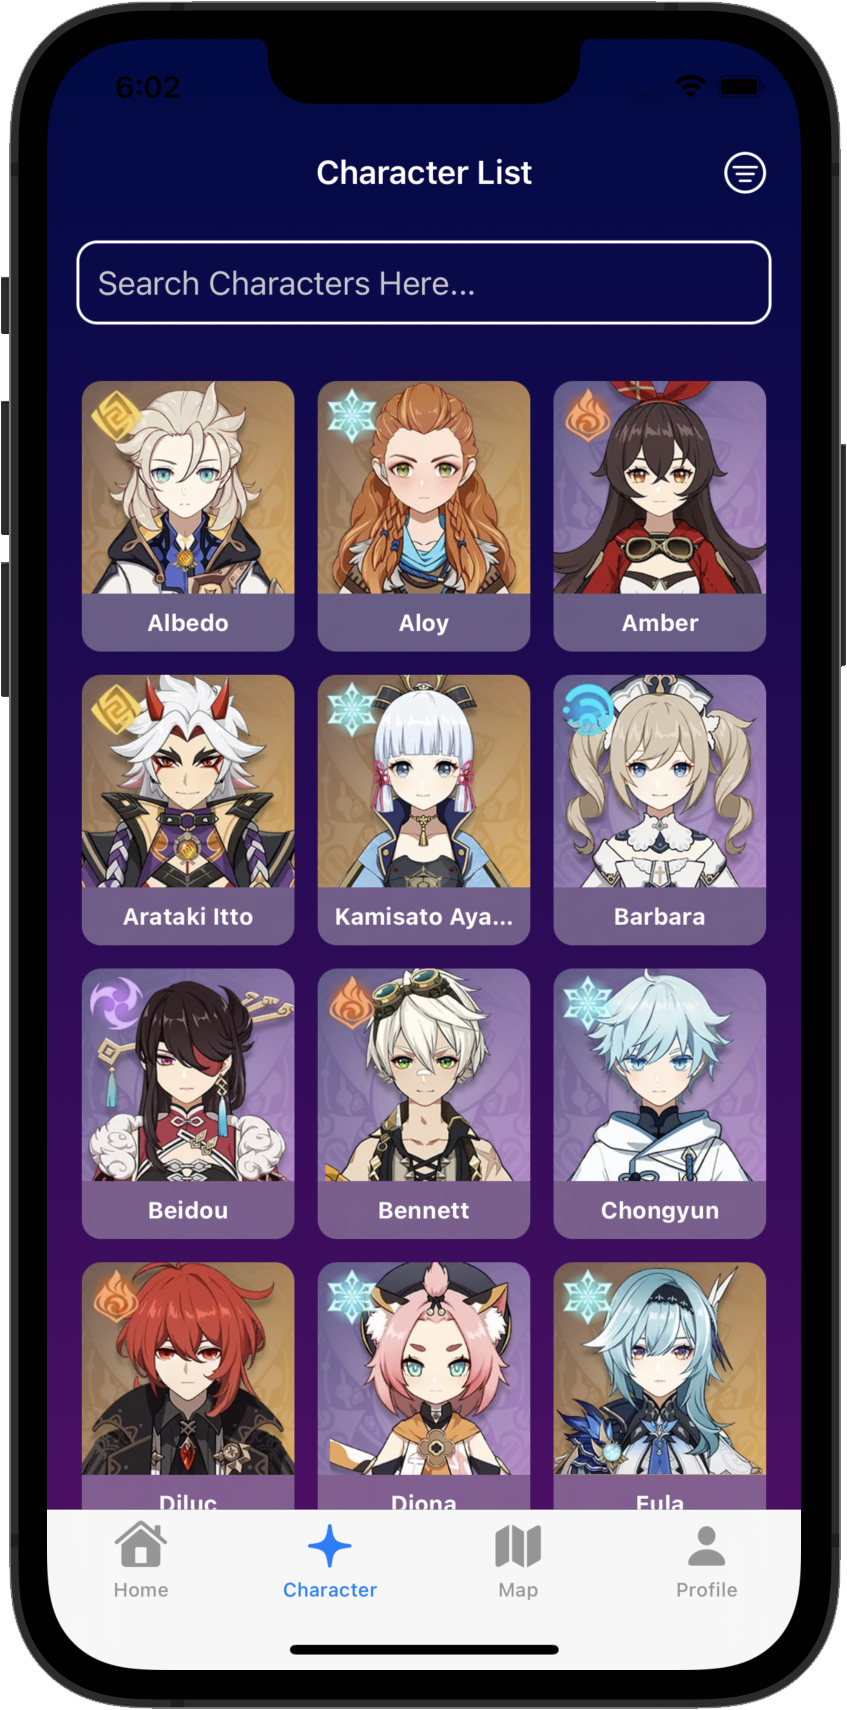 6:02
Character List
Search Characters Here...
Albedo
Aloy
Amber
Arataki Itto
Kamisato Aya...
Barbara
Beidou
Bennett
Chongyun
Diluc
Diona
Eula
Home
Character
Map
Profile